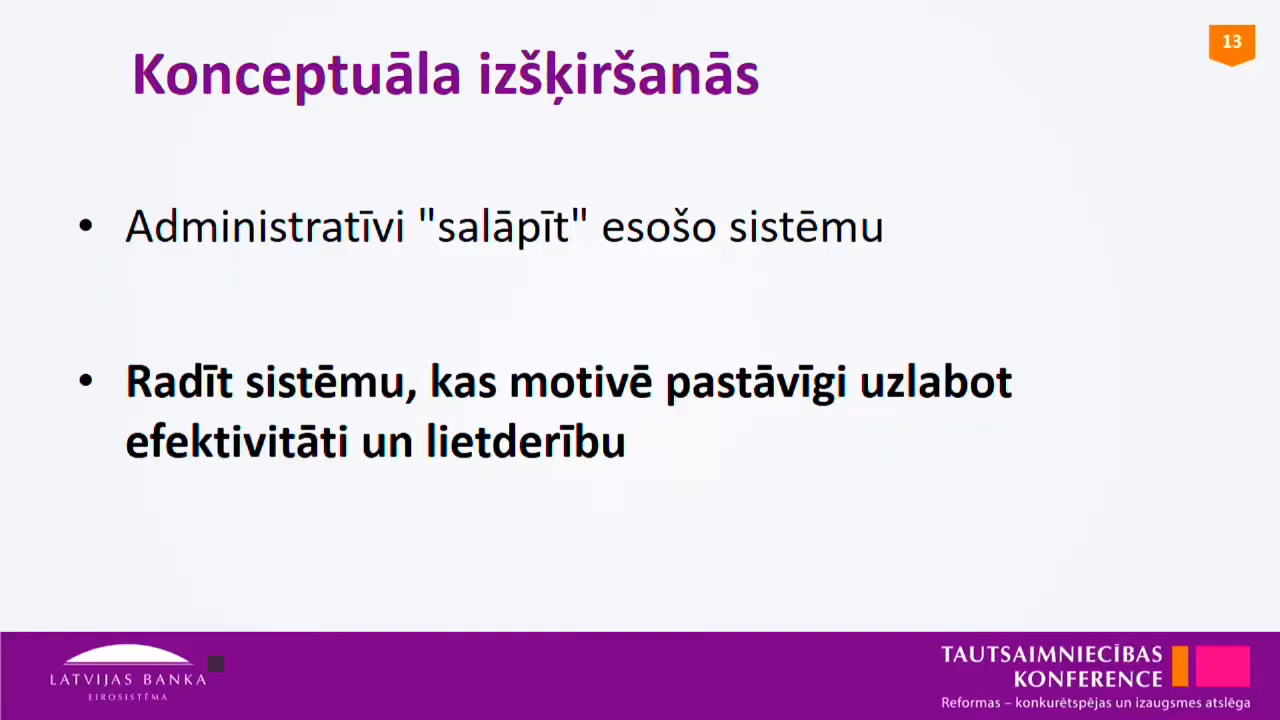 13
Konceptuāla izšķiršanās
• Administratīvi "salāpīt" esošo sistēmu
• Radīt sistēmu, kas motivē pastāvīgi uzlabot
efektivitāti un lietderību
LATVIJAS BANKA
EIROSISTĒMA
TAUTSAIMNIECĪBAS
KONFERENCE
Reformas – konkurētspējas un izaugsmes atslēga